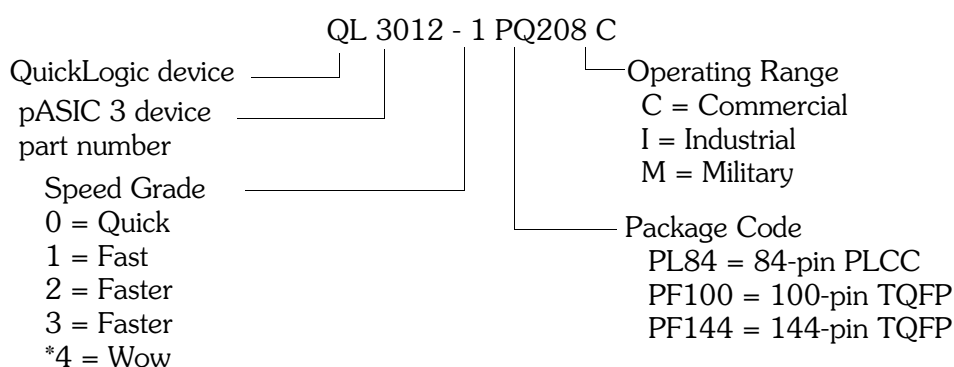 QL 3012 - 1 PQ208 C
QuickLogic device
pASIC 3 device
part number
Speed Grade
0 = Quick
1 = Fast
2 = Faster
3 = Faster
*4 = Wow
Operating Range
C = Commercial
I = Industrial
M = Military
Package Code
PL84 = 84-pin PLCC
PF100 = 100-pin TQFP
PF144 = 144-pin TQFP